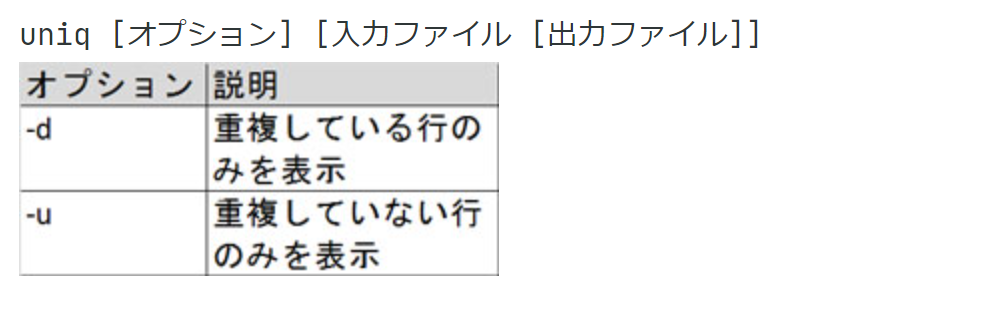 uniq [オプション] [入力ファイル [出力ファイル]]
オプション 説明
-d 重複している行の
みを表示
-u 重複していない行
のみを表示